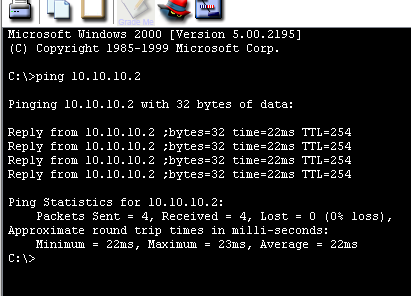 Grade Me
Microsoft Windows 2000 [Version 5.00.2195]
(C) Copyright 1985-1999 Microsoft Corp.
C:\>ping 10.10.10.2
Pinging 10.10.10.2 with 32 bytes of data:
Reply from 10.10.10.2 ;bytes=32 time=22ms TTL=254
Reply from 10.10.10.2 ;bytes=32 time=22ms TTL=254
Reply from 10.10.10.2 ;bytes=32 time=22ms TTL=254
Reply from 10.10.10.2 ;bytes=32 time=22ms TTL=254
Ping Statistics for 10.10.10.2:
Packets Sent = 4, Received = 4, Lost = 0 (0% loss),
Approximate round trip times in milli-seconds:
Minimum = 22ms, Maximum = 23ms, Average = 22ms
C:\>